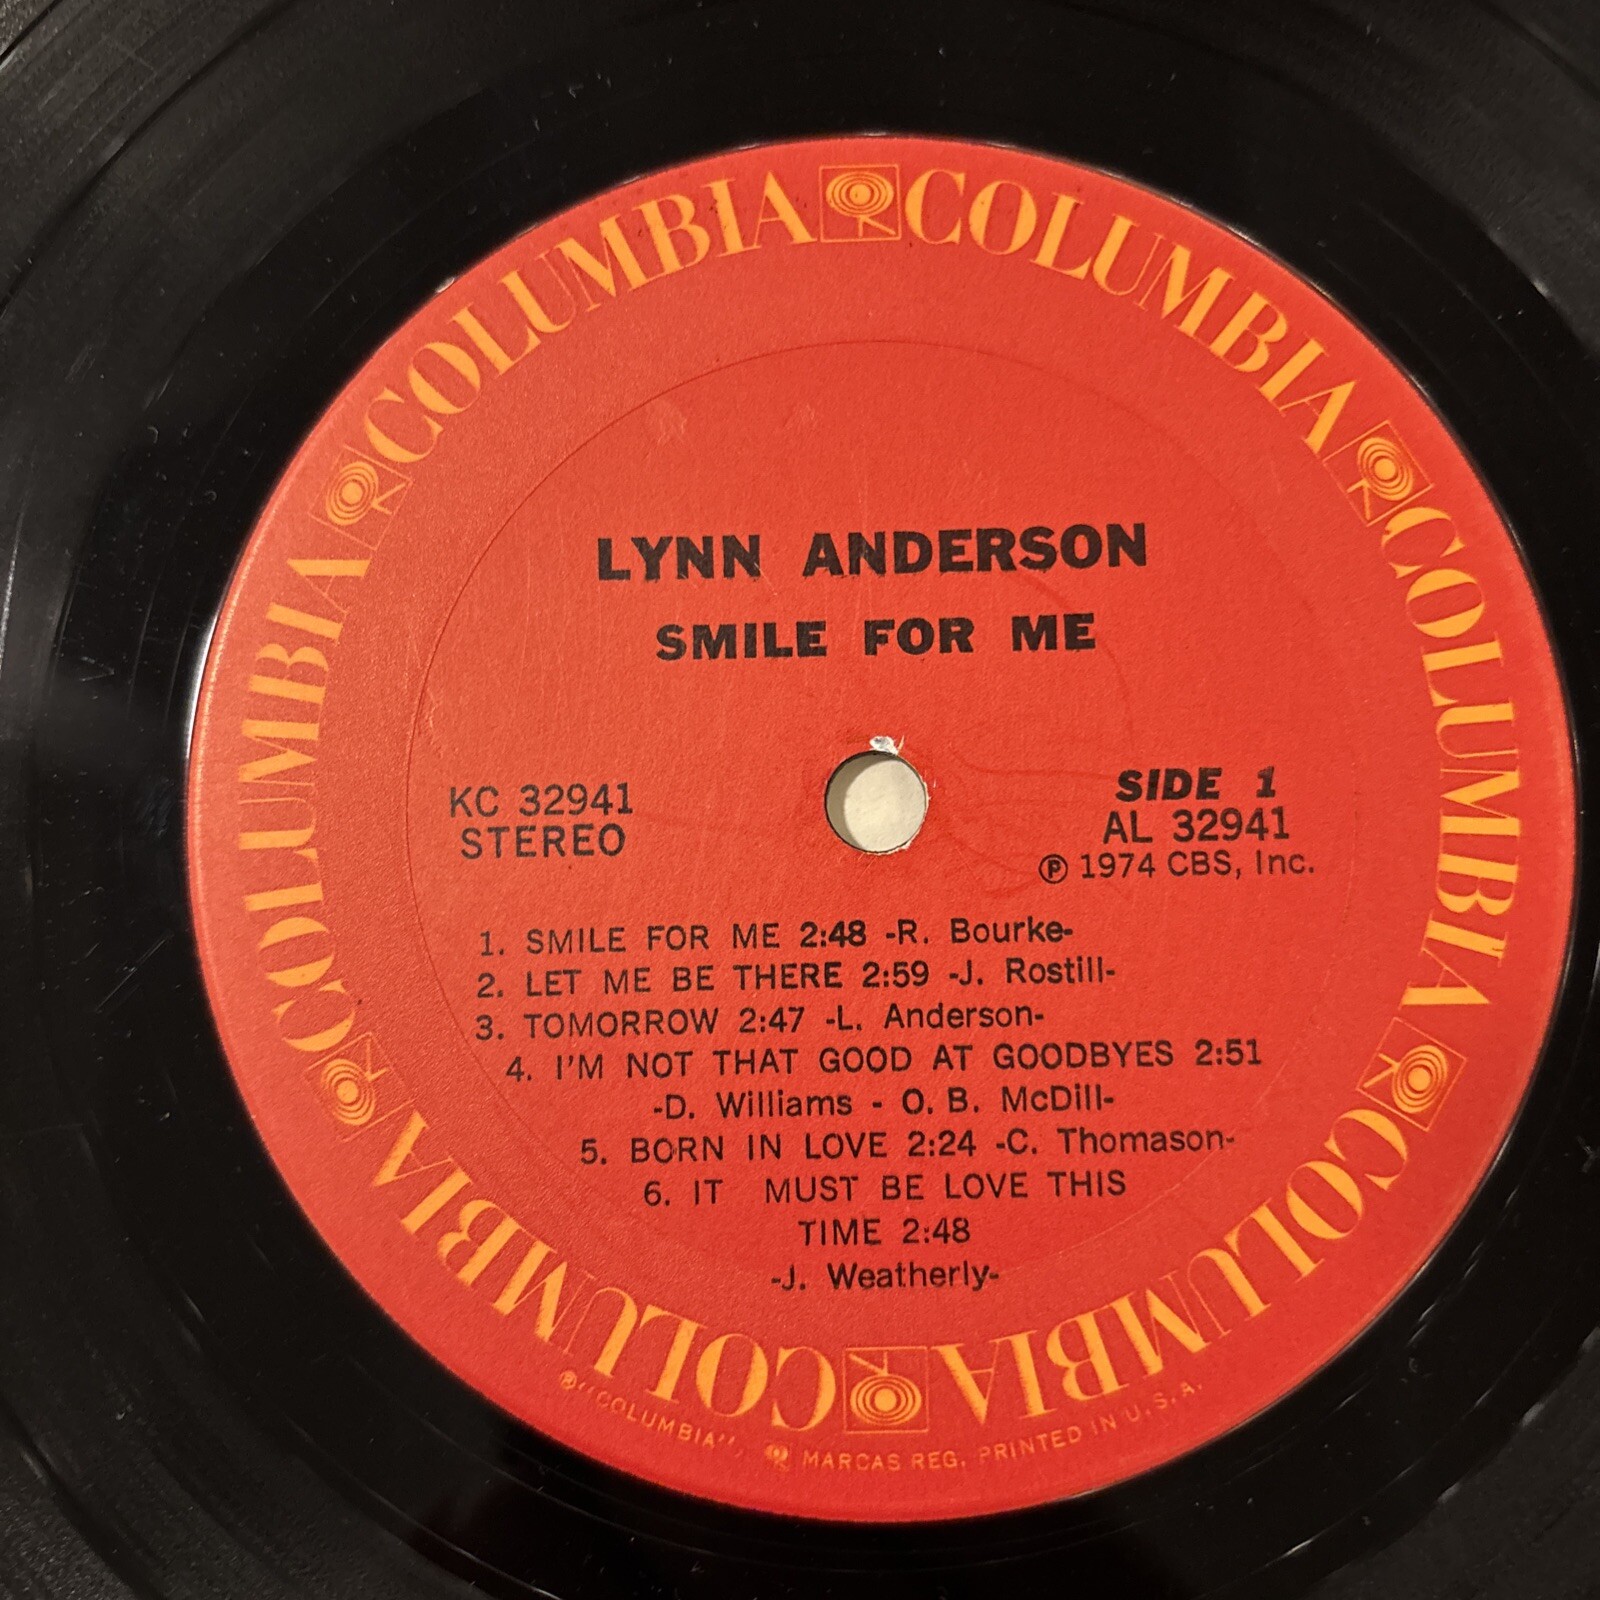 COLUMBIA COLUMBIA COLUMBIA COLUMBIA COLUMBIA COLUMBIA
LYNN ANDERSON
SMILE FOR ME
KC 32941
STEREO
SIDE 1
AL 32941
Ⓟ 1974 CBS, Inc.
1. SMILE FOR ME 2:48 -R. Bourke-
2. LET ME BE THERE 2:59 -J. Rostill-
3. TOMORROW 2:47 -L. Anderson-
4. I'M NOT THAT GOOD AT GOODBYES 2:51
-D. Williams - O. B. McDill-
5. BORN IN LOVE 2:24 -C. Thomason-
6. IT MUST BE LOVE THIS
TIME 2:48
-J. Weatherly-
® "COLUMBIA", MARCAS REG. PRINTED IN U.S.A.